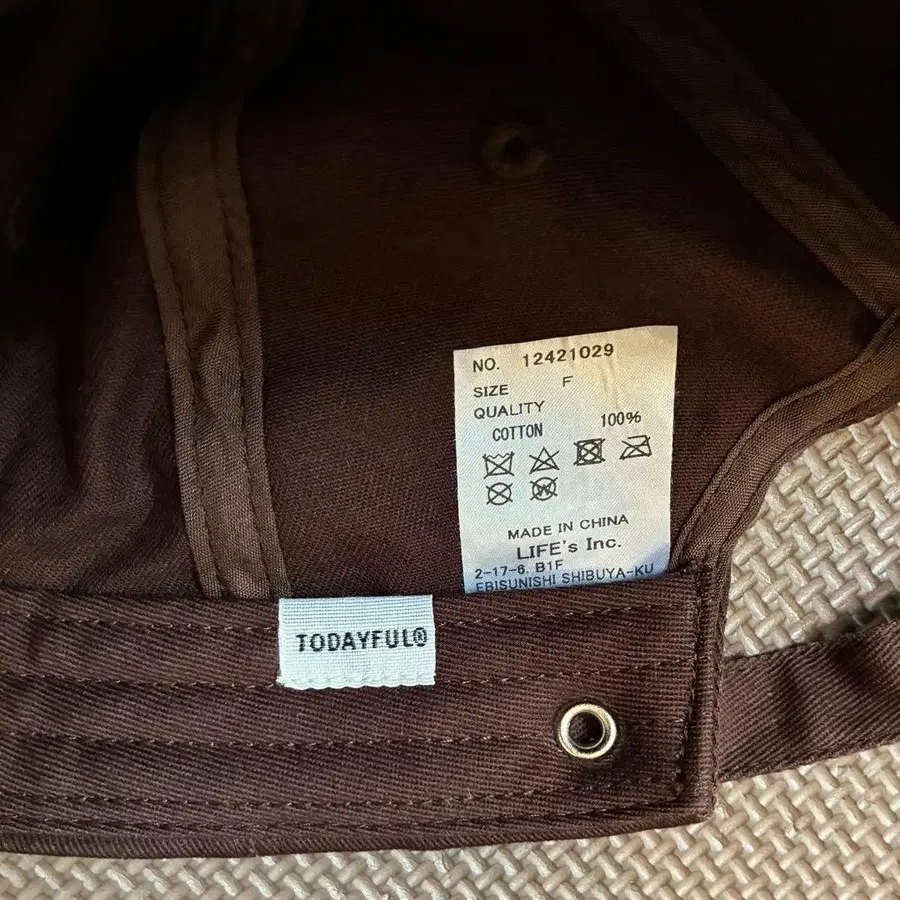 NO. 12421029
SIZE F
QUALITY
COTTON 100%
MADE IN CHINA
LIFE's Inc.
2-17-6. B1F
EBISUNISHI SHIBUYA-KU
TODAYFUL®